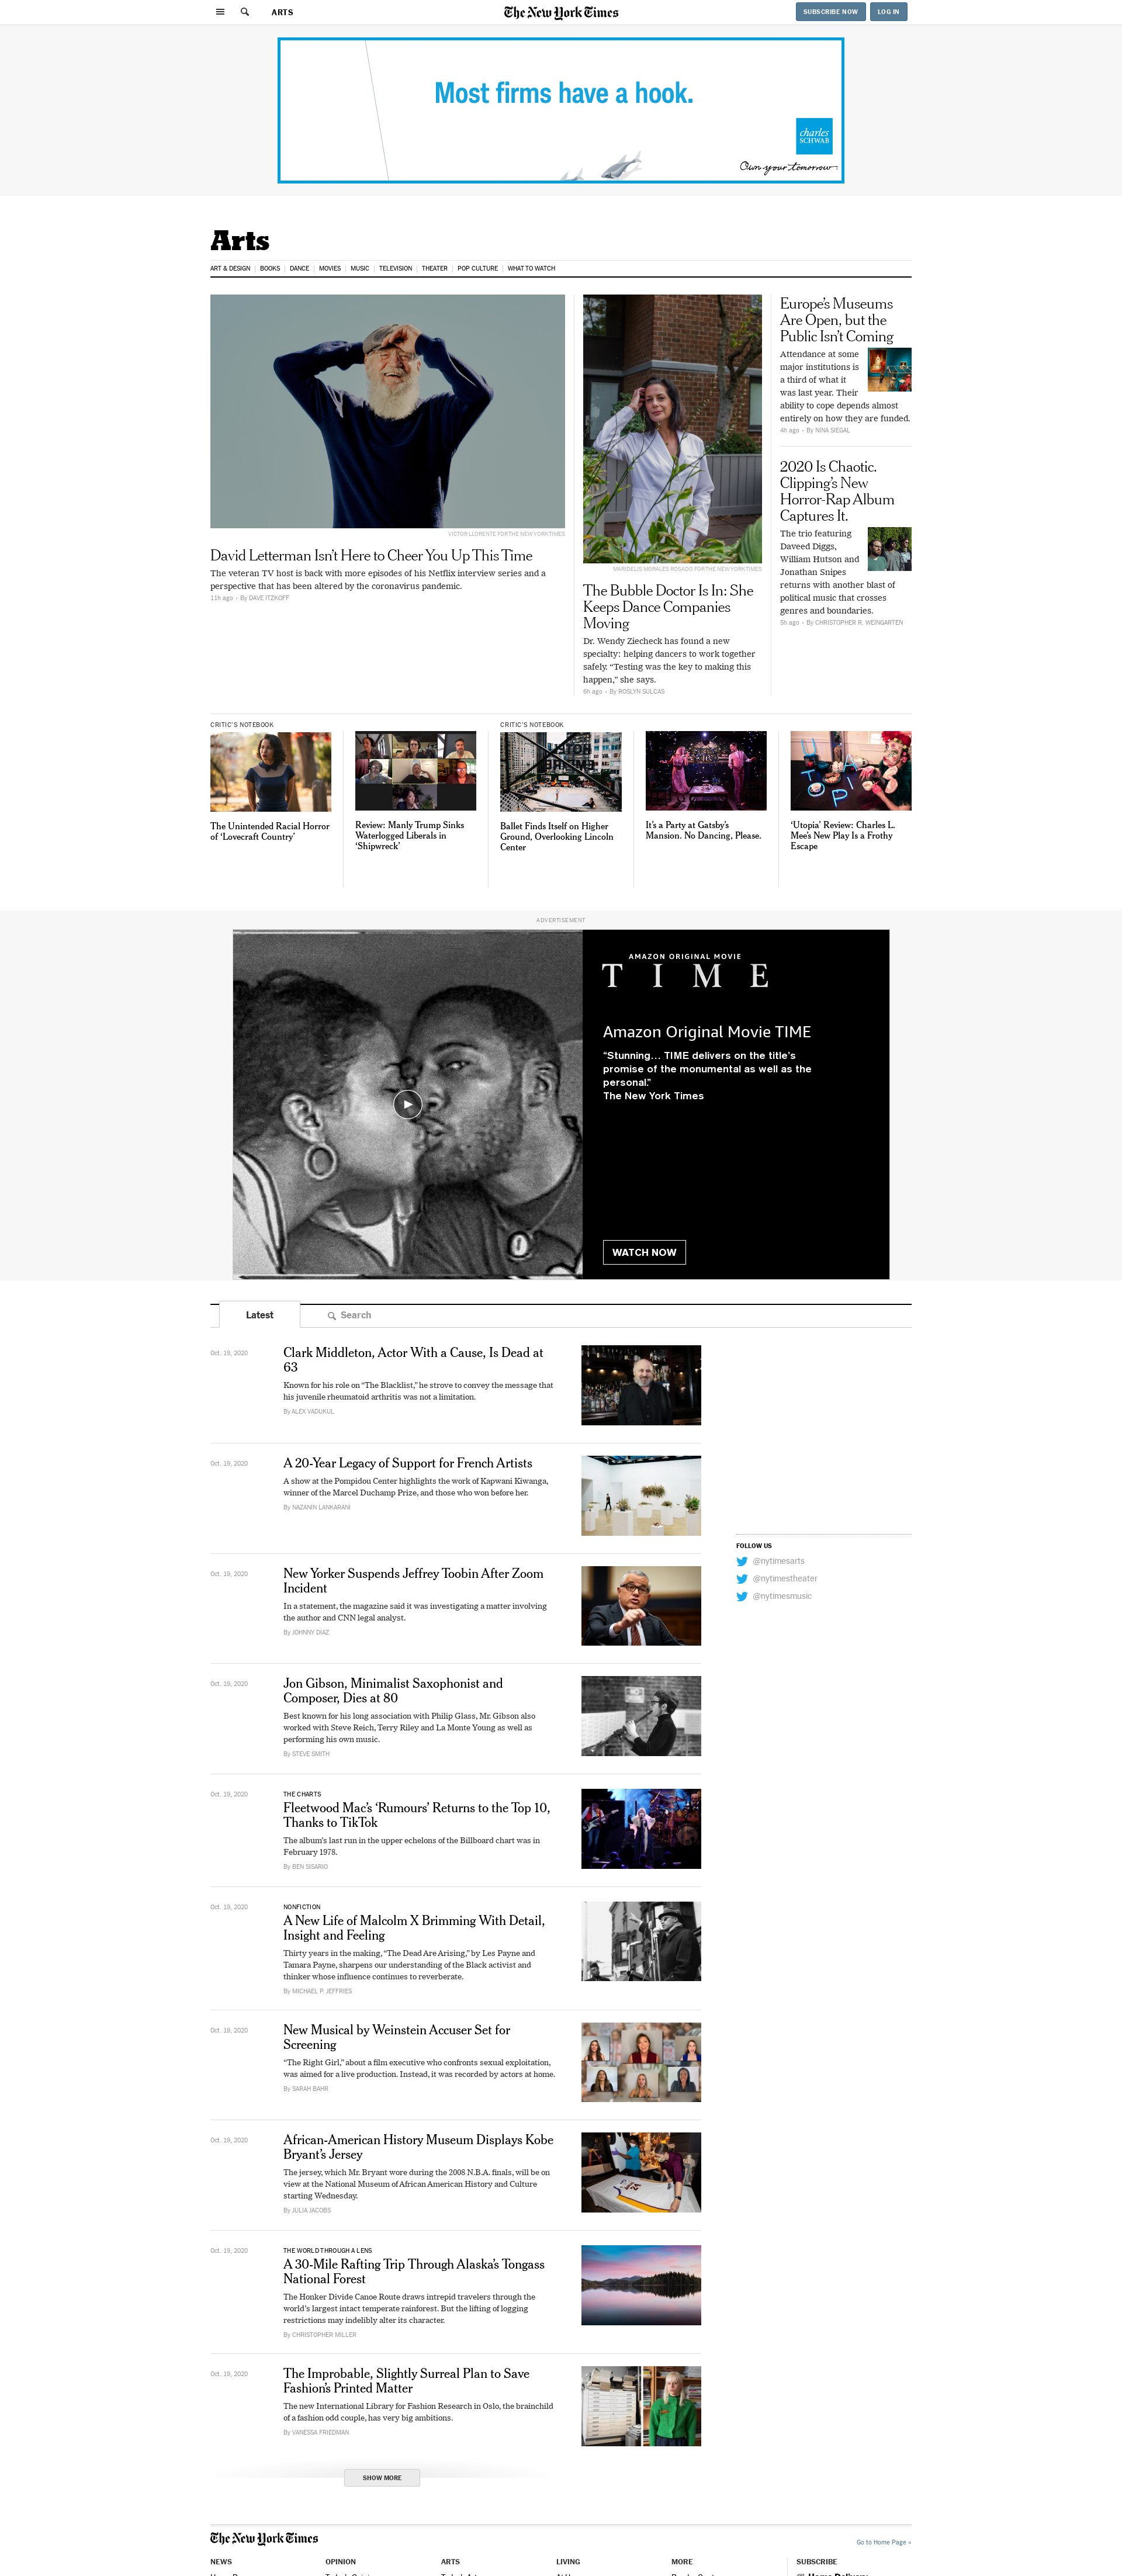 ARTS
The New York Times
SUBSCRIBE NOW
LOG IN
Most firms have a hook.
charles
SCHWAB
Own your tomorrow
Arts
ART & DESIGN
BOOKS
DANCE
MOVIES
MUSIC
TELEVISION
THEATER
POP CULTURE
WHAT TO WATCH
VICTOR LLORENTE FOR THE NEW YORK TIMES
David Letterman Isn’t Here to Cheer You Up This Time
The veteran TV host is back with more episodes of his Netflix interview series and a
perspective that has been altered by the coronavirus pandemic.
11h ago • By DAVE ITZKOFF
MARIDELIS MORALES ROSADO FOR THE NEW YORK TIMES
The Bubble Doctor Is In: She
Keeps Dance Companies
Moving
Dr. Wendy Ziecheck has found a new
specialty: helping dancers to work together
safely. “Testing was the key to making this
happen,” she says.
6h ago • By ROSLYN SULCAS
Europe’s Museums
Are Open, but the
Public Isn’t Coming
Attendance at some
major institutions is
a third of what it
was last year. Their
ability to cope depends almost
entirely on how they are funded.
4h ago • By NINA SIEGAL
2020 Is Chaotic.
Clipping’s New
Horror-Rap Album
Captures It.
The trio featuring
Daveed Diggs,
William Hutson and
Jonathan Snipes
returns with another blast of
political music that crosses
genres and boundaries.
5h ago • By CHRISTOPHER R. WEINGARTEN
CRITIC’S NOTEBOOK
The Unintended Racial Horror
of ‘Lovecraft Country’
Review: Manly Trump Sinks
Waterlogged Liberals in
‘Shipwreck’
CRITIC’S NOTEBOOK
Ballet Finds Itself on Higher
Ground, Overlooking Lincoln
Center
It’s a Party at Gatsby’s
Mansion. No Dancing, Please.
‘Utopia’ Review: Charles L.
Mee’s New Play Is a Frothy
Escape
ADVERTISEMENT
AMAZON ORIGINAL MOVIE
TIME
Amazon Original Movie TIME
“Stunning… TIME delivers on the title’s
promise of the monumental as well as the
personal.”
The New York Times
WATCH NOW
Latest
Search
Oct. 19, 2020
Clark Middleton, Actor With a Cause, Is Dead at
63
Known for his role on “The Blacklist,” he strove to convey the message that
his juvenile rheumatoid arthritis was not a limitation.
By ALEX VADUKUL
Oct. 19, 2020
A 20-Year Legacy of Support for French Artists
A show at the Pompidou Center highlights the work of Kapwani Kiwanga,
winner of the Marcel Duchamp Prize, and those who won before her.
By NAZANIN LANKARANI
FOLLOW US
@nytimesarts
@nytimestheater
@nytimesmusic
Oct. 19, 2020
New Yorker Suspends Jeffrey Toobin After Zoom
Incident
In a statement, the magazine said it was investigating a matter involving
the author and CNN legal analyst.
By JOHNNY DIAZ
Oct. 19, 2020
Jon Gibson, Minimalist Saxophonist and
Composer, Dies at 80
Best known for his long association with Philip Glass, Mr. Gibson also
worked with Steve Reich, Terry Riley and La Monte Young as well as
performing his own music.
By STEVE SMITH
Oct. 19, 2020
THE CHARTS
Fleetwood Mac’s ‘Rumours’ Returns to the Top 10,
Thanks to TikTok
The album’s last run in the upper echelons of the Billboard chart was in
February 1978.
By BEN SISARIO
Oct. 19, 2020
NONFICTION
A New Life of Malcolm X Brimming With Detail,
Insight and Feeling
Thirty years in the making, “The Dead Are Arising,” by Les Payne and
Tamara Payne, sharpens our understanding of the Black activist and
thinker whose influence continues to reverberate.
By MICHAEL P. JEFFRIES
Oct. 19, 2020
New Musical by Weinstein Accuser Set for
Screening
“The Right Girl,” about a film executive who confronts sexual exploitation,
was aimed for a live production. Instead, it was recorded by actors at home.
By SARAH BAHR
Oct. 19, 2020
African-American History Museum Displays Kobe
Bryant’s Jersey
The jersey, which Mr. Bryant wore during the 2008 N.B.A. finals, will be on
view at the National Museum of African American History and Culture
starting Wednesday.
By JULIA JACOBS
Oct. 19, 2020
THE WORLD THROUGH A LENS
A 30-Mile Rafting Trip Through Alaska’s Tongass
National Forest
The Honker Divide Canoe Route draws intrepid travelers through the
world’s largest intact temperate rainforest. But the lifting of logging
restrictions may indelibly alter its character.
By CHRISTOPHER MILLER
Oct. 19, 2020
The Improbable, Slightly Surreal Plan to Save
Fashion’s Printed Matter
The new International Library for Fashion Research in Oslo, the brainchild
of a fashion odd couple, has very big ambitions.
By VANESSA FRIEDMAN
SHOW MORE
The New York Times
Go to Home Page »
NEWS
OPINION
ARTS
LIVING
MORE
SUBSCRIBE